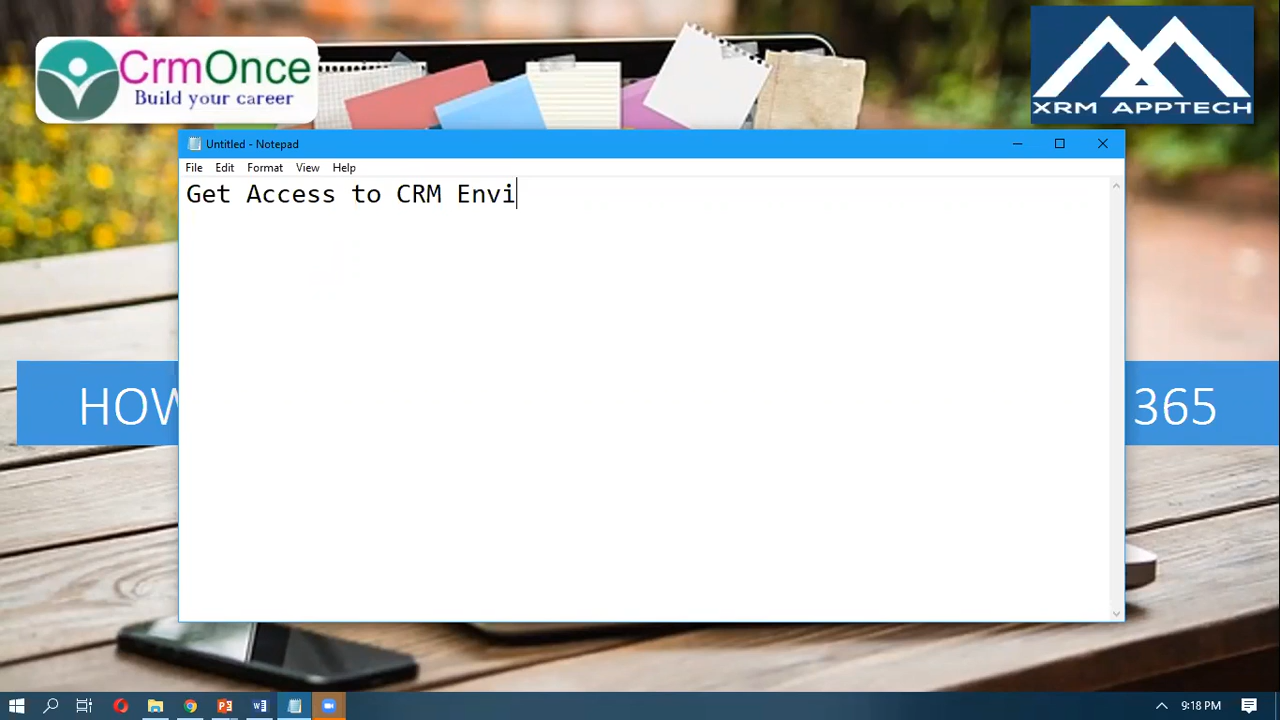 CrmOnce
Build your career
XRM APPTECH
Untitled - Notepad
File Edit Format View Help
Get Access to CRM Envi
HOW
365
9:18 PM